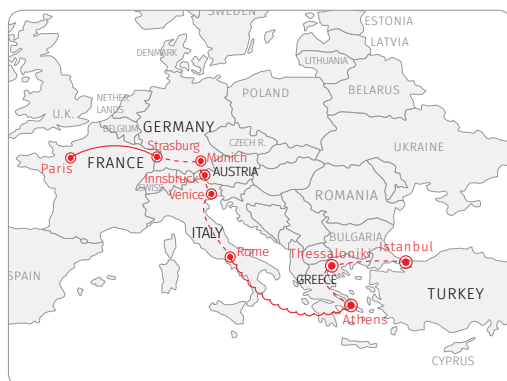 SWEDEN
ESTONIA
LATVIA
DENMARK
LITHUANIA
BELARUS
POLAND
NETHER
LANDS
U.K.
BELGIUM
GERMANY
UKRAINE
CZECH R.
Strasburg
Munich
Paris
FRANCE
AUSTRIA
Innsbruck
SWISS
Venice
ROMANIA
ITALY
BULGARIA
Istanbul
Thessaloniki
Rome
SPAIN
GREECE
TURKEY
Athens
CYPRUS